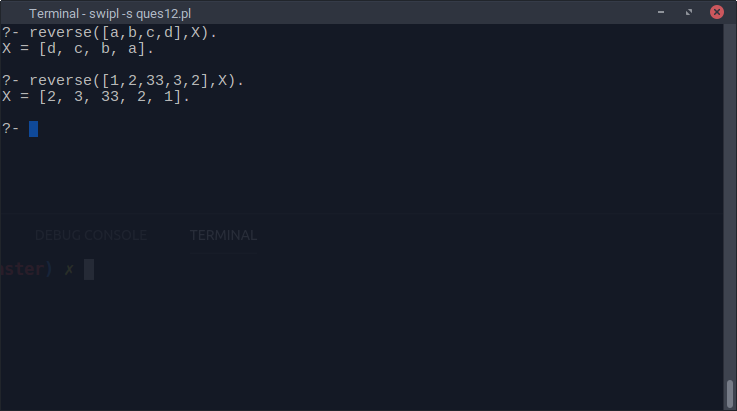 Terminal - swipl -s ques12.pl
?- reverse([a,b,c,d],X).
X = [d, c, b, a].
?- reverse([1,2,33,3,2],X).
X = [2, 3, 33, 2, 1].
?-
DEBUG CONSOLE TERMINAL
aster) ✗